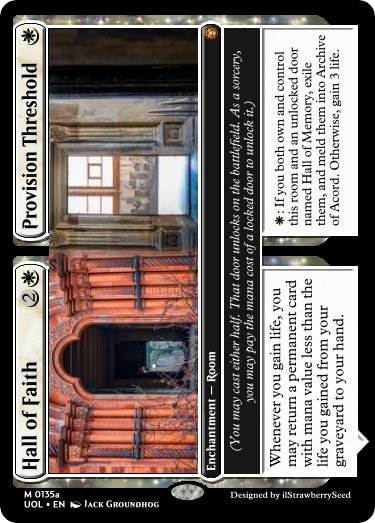 Hall of Faith 2
Provision Threshold
Enchantment — Room
(You may cast either half. That door unlocks on the battlefield. As a sorcery,
you may pay the mana cost of a locked door to unlock it.)
Whenever you gain life, you
may return a permanent card
with mana value less than the
life you gained from your
graveyard to your hand.
: If you both own and control
this room and an unlocked door
named Hall of Memory, exile
them, and meld them into Archive
of Acord. Otherwise, gain 3 life.
M 0135a
UOL • EN Jack Groundhog
Designed by ilStrawberrySeed